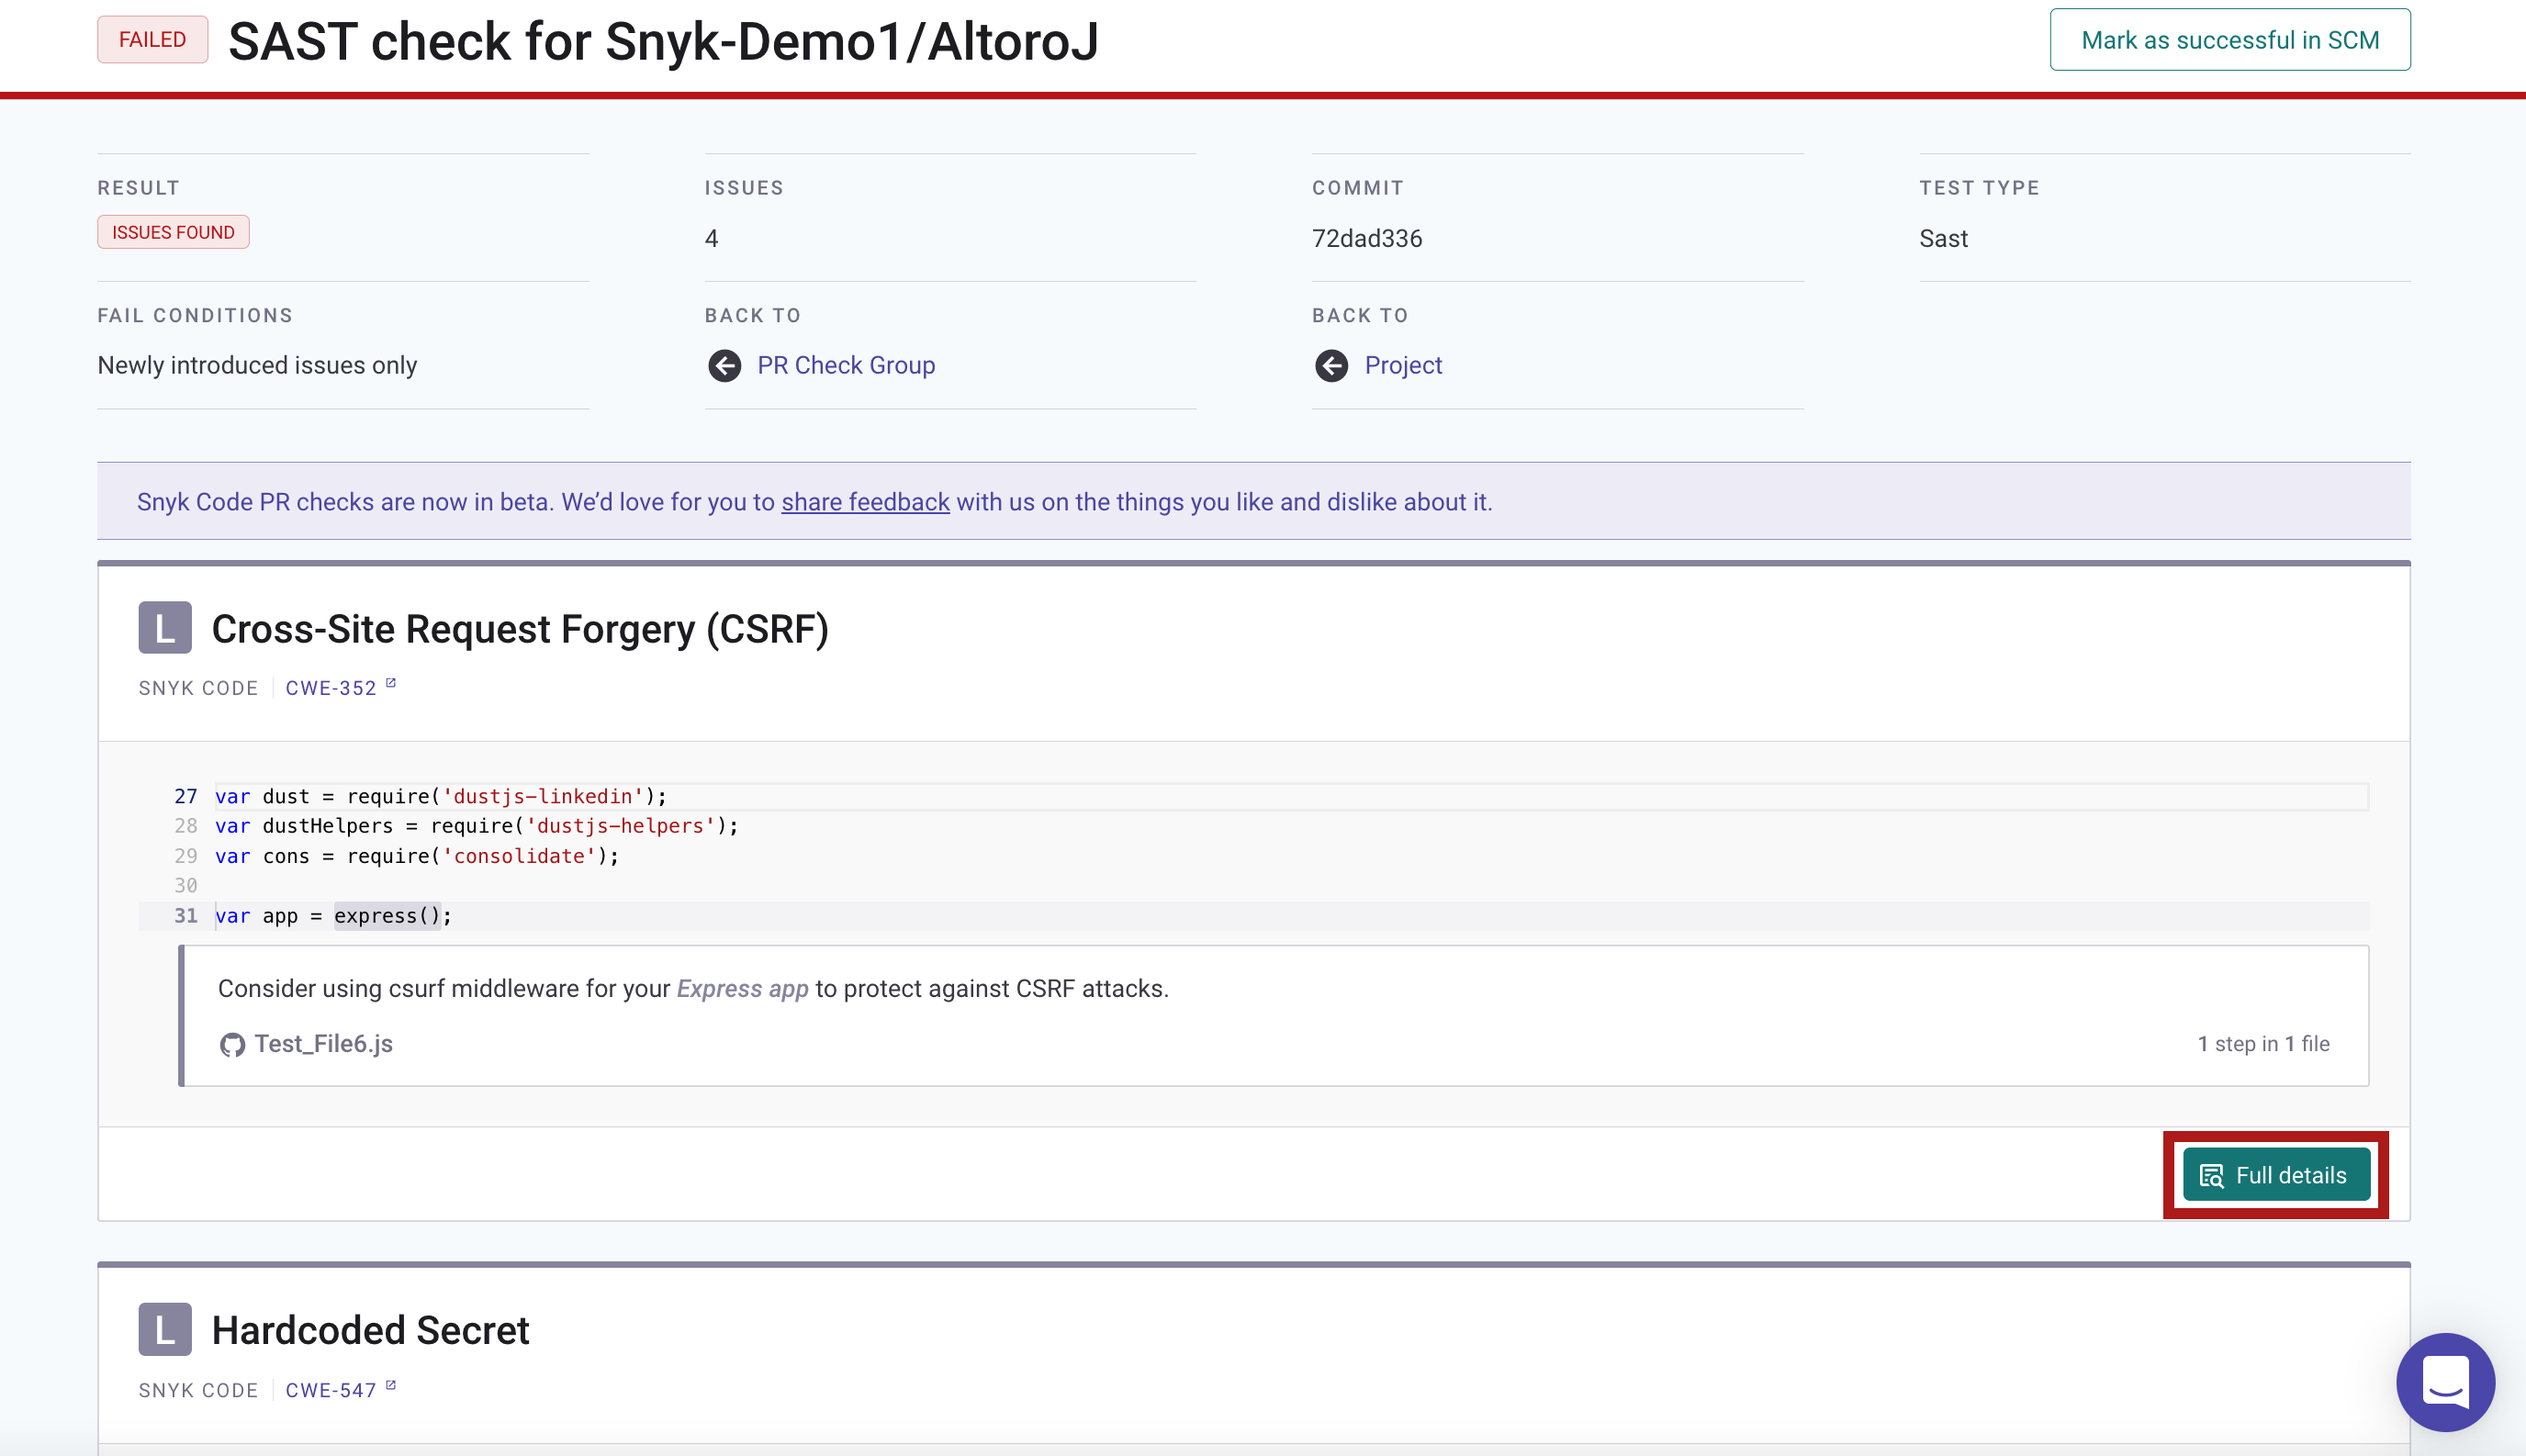 FAILED SAST check for Snyk-Demo1/AltoroJ Mark as successful in SCM
RESULT ISSUES COMMIT TEST TYPE
ISSUES FOUND 4 72dad336 Sast
FAIL CONDITIONS BACK TO BACK TO
Newly introduced issues only PR Check Group Project
Snyk Code PR checks are now in beta. We’d love for you to share feedback with us on the things you like and dislike about it.
L Cross-Site Request Forgery (CSRF)
SNYK CODE CWE-352
27 var dust = require('dustjs-linkedin');
28 var dustHelpers = require('dustjs-helpers');
29 var cons = require('consolidate');
30
31 var app = express();
Consider using csurf middleware for your Express app to protect against CSRF attacks.
Test_File6.js 1 step in 1 file
Full details
L Hardcoded Secret
SNYK CODE CWE-547